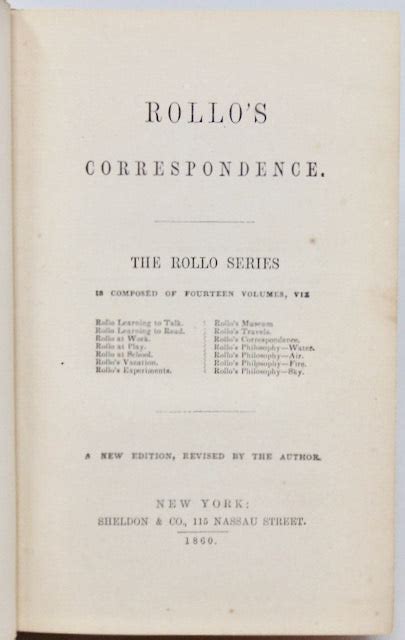 ROLLO'S
CORRESPONDENCE.
THE ROLLO SERIES
IS COMPOSED OF FOURTEEN VOLUMES, VIZ
Rollo Learning to Talk.
Rollo Learning to Read.
Rollo at Work.
Rollo at Play.
Rollo at School.
Rollo's Vacation.
Rollo's Experiments.
Rollo's Museum
Rollo's Travels.
Rollo's Correspondence.
Rollo's Philosophy—Water.
Rollo's Philosophy—Air.
Rollo's Philosophy—Fire.
Rollo's Philosophy—Sky.
A NEW EDITION, REVISED BY THE AUTHOR.
NEW YORK:
SHELDON & CO., 115 NASSAU STREET.
1860.